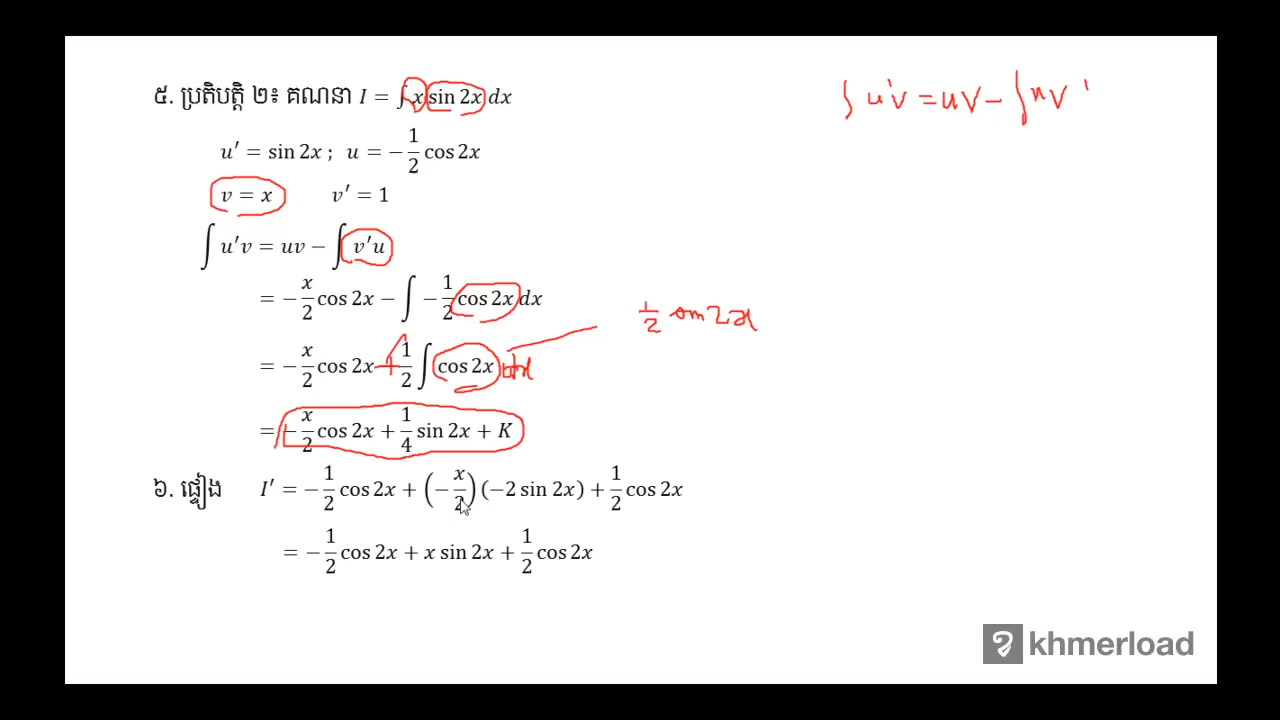 ៥. ប្រតិបត្តិ ២៖ គណនា I = ∫ x sin 2x dx
∫ u'v = uv − ∫ uv'
u′ = sin 2x ; u = −1/2 cos 2x
v = x v′ = 1
∫ u′v = uv − ∫ v′u
= −x/2 cos 2x − ∫ −1/2 cos 2x dx
1/2 sin 2x
= −x/2 cos 2x + 1/2 ∫ cos 2x dx
= −x/2 cos 2x + 1/4 sin 2x + K
៦. ផ្ទៀង I′ = −1/2 cos 2x + (−x/2)(−2 sin 2x) + 1/2 cos 2x
= −1/2 cos 2x + x sin 2x + 1/2 cos 2x
khmerload